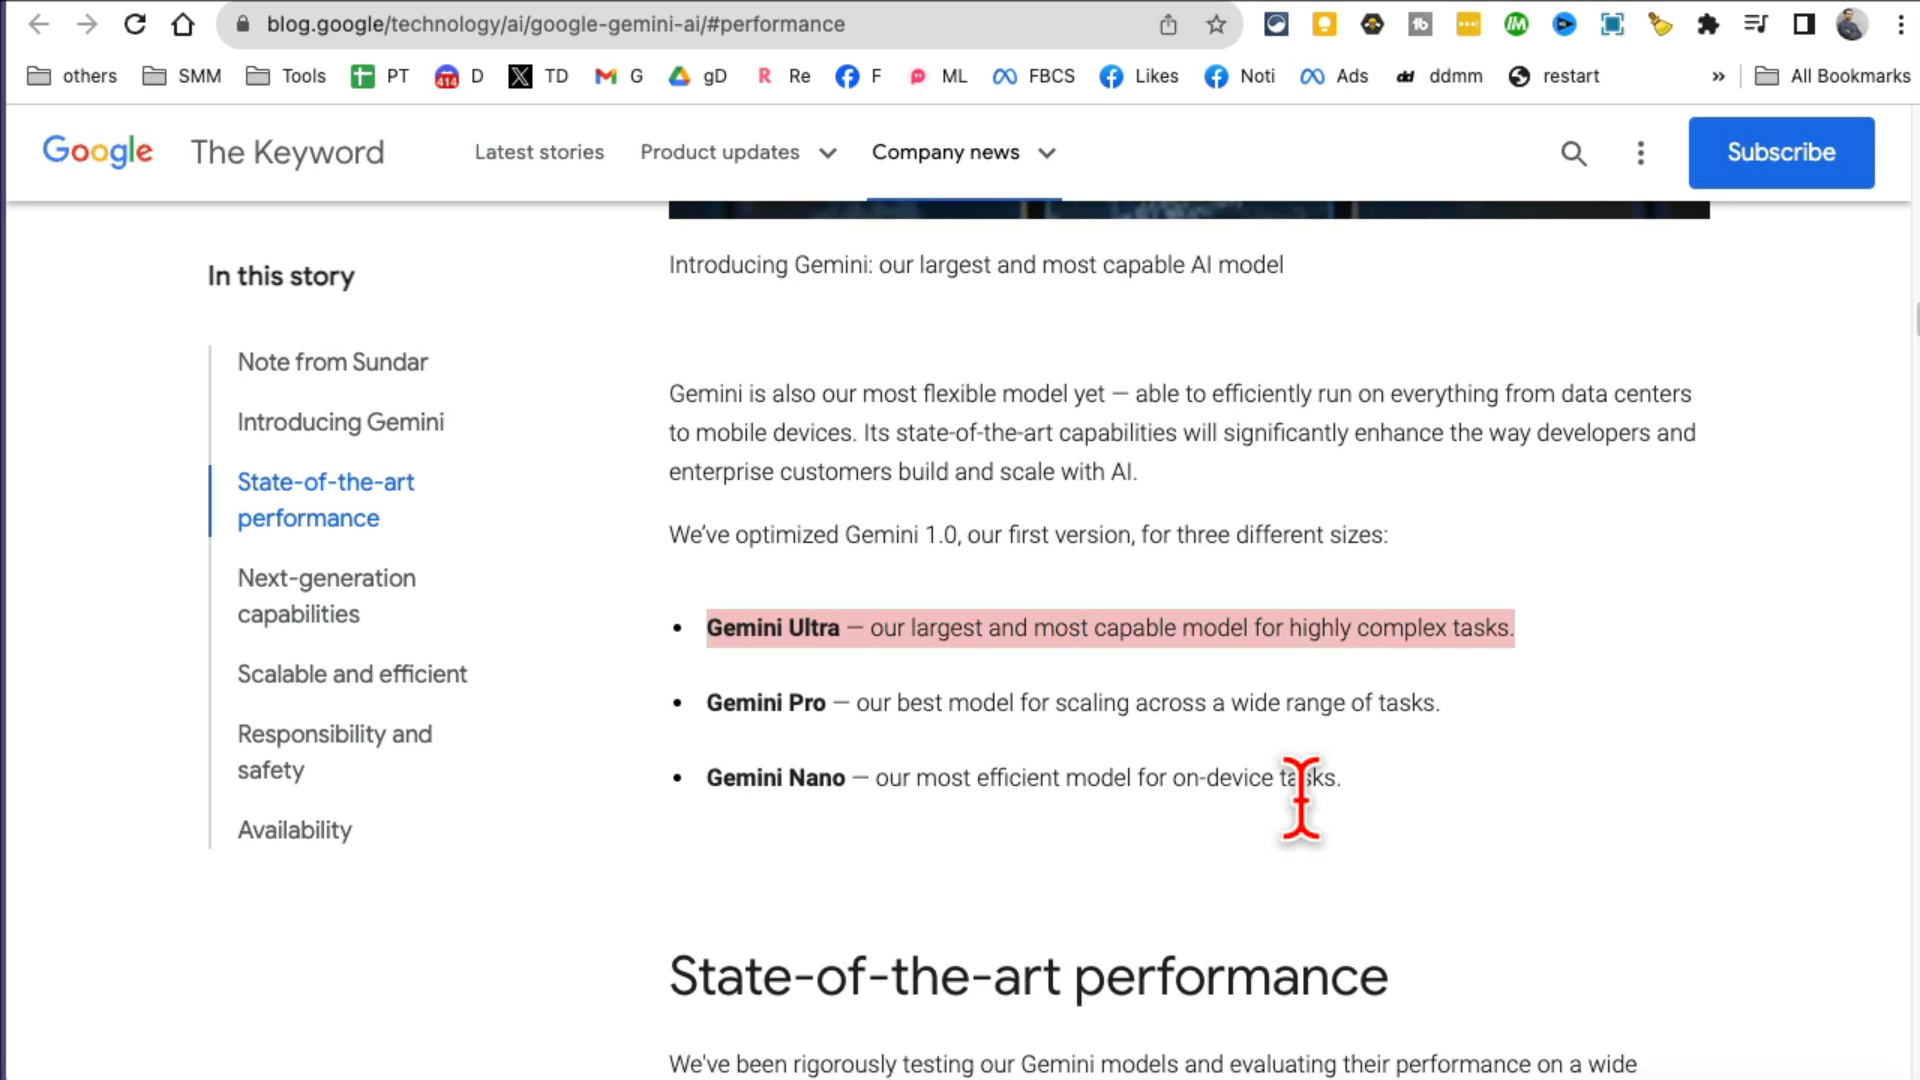 blog.google/technology/ai/google-gemini-ai/#performance
others SMM Tools PT D TD G gD Re F ML FBCS Likes Noti Ads ddmm restart » All Bookmarks
Google The Keyword Latest stories Product updates Company news Subscribe
In this story
Note from Sundar
Introducing Gemini
State-of-the-art
performance
Next-generation
capabilities
Scalable and efficient
Responsibility and
safety
Availability
Introducing Gemini: our largest and most capable AI model
Gemini is also our most flexible model yet — able to efficiently run on everything from data centers
to mobile devices. Its state-of-the-art capabilities will significantly enhance the way developers and
enterprise customers build and scale with AI.
We’ve optimized Gemini 1.0, our first version, for three different sizes:
• Gemini Ultra — our largest and most capable model for highly complex tasks.
• Gemini Pro — our best model for scaling across a wide range of tasks.
• Gemini Nano — our most efficient model for on-device tasks.
State-of-the-art performance
We've been rigorously testing our Gemini models and evaluating their performance on a wide